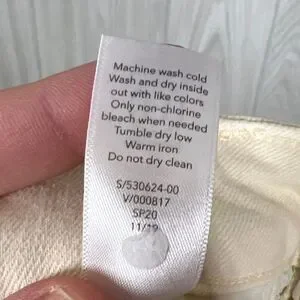 Machine wash cold
Wash and dry inside
out with like colors
Only non-chlorine
bleach when needed
Tumble dry low
Warm iron
Do not dry clean
S/530624-00
V/000817
SP20
11/19